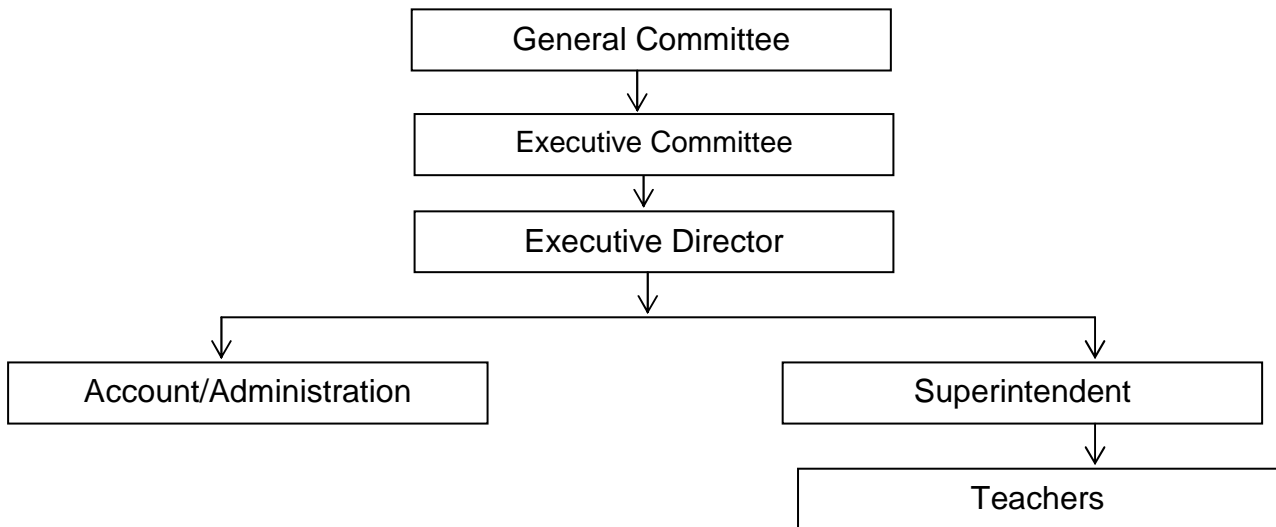 General Committee
Executive Committee
Executive Director
Account/Administration
Superintendent
Teachers